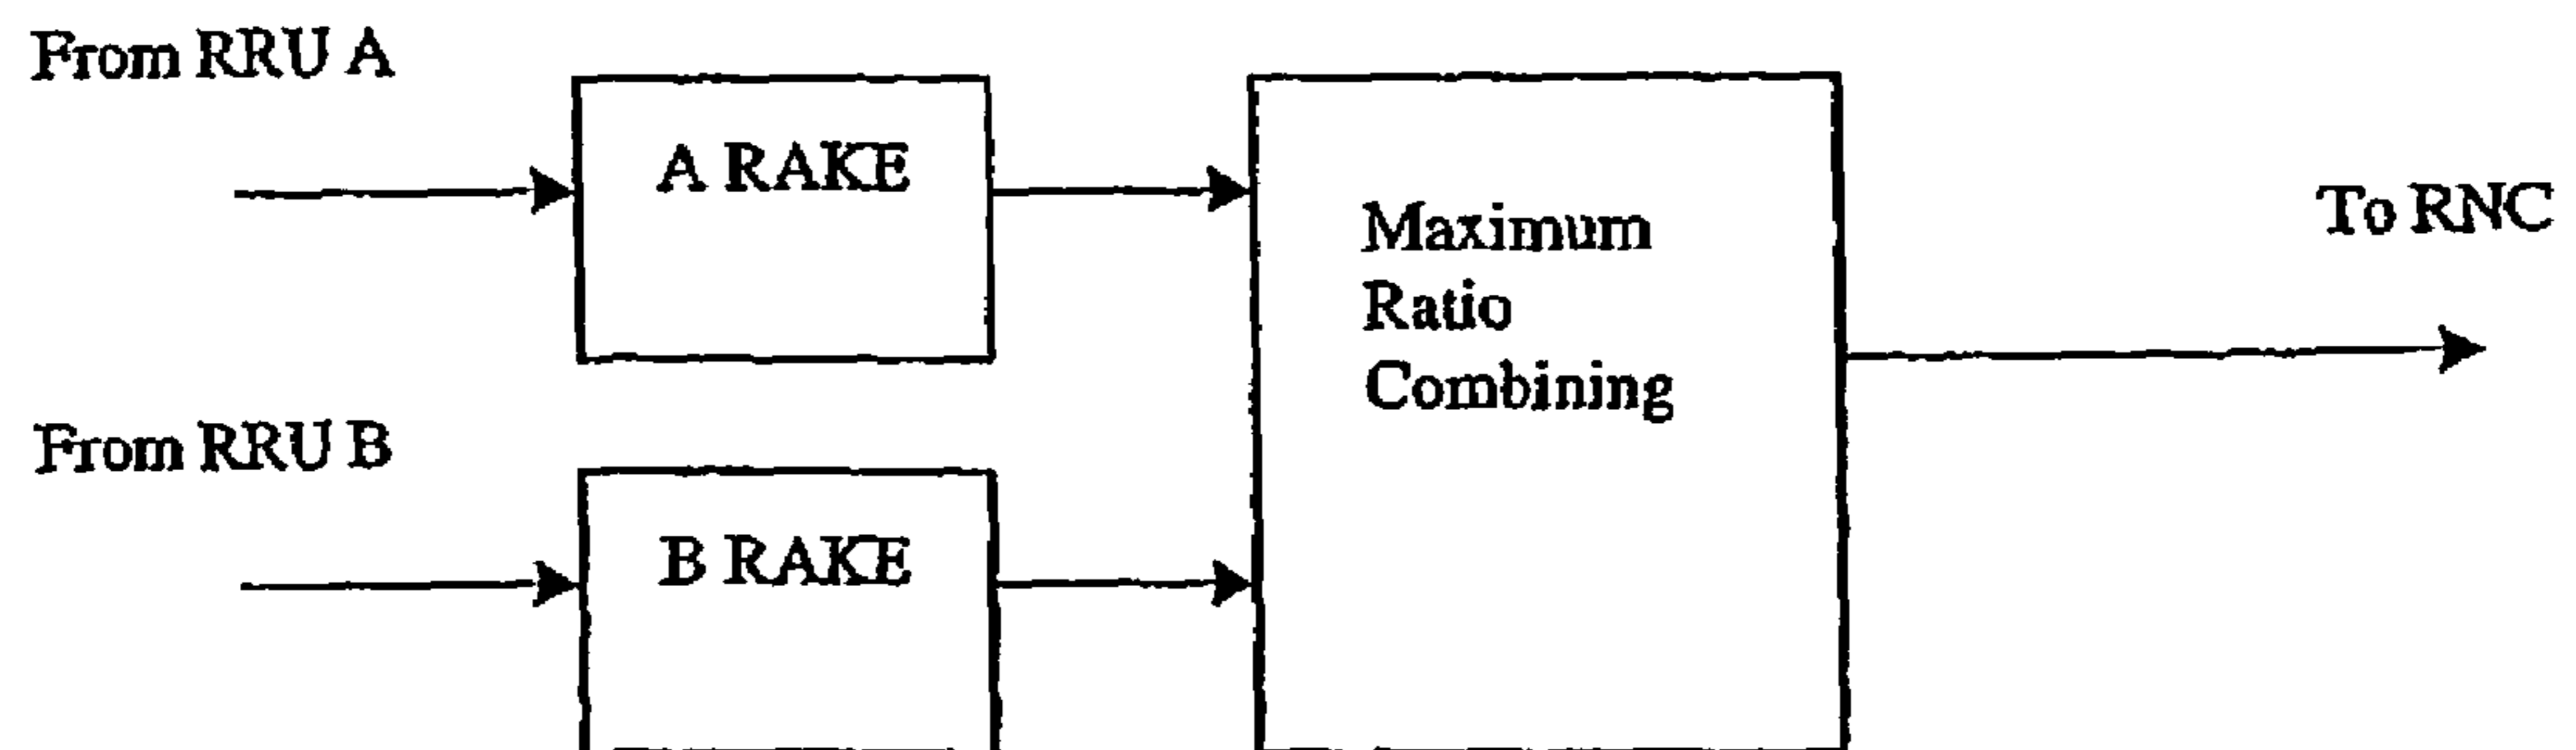 From RRU A
A RAKE
Maximum
Ratio
Combining
To RNC
From RRU B
B RAKE